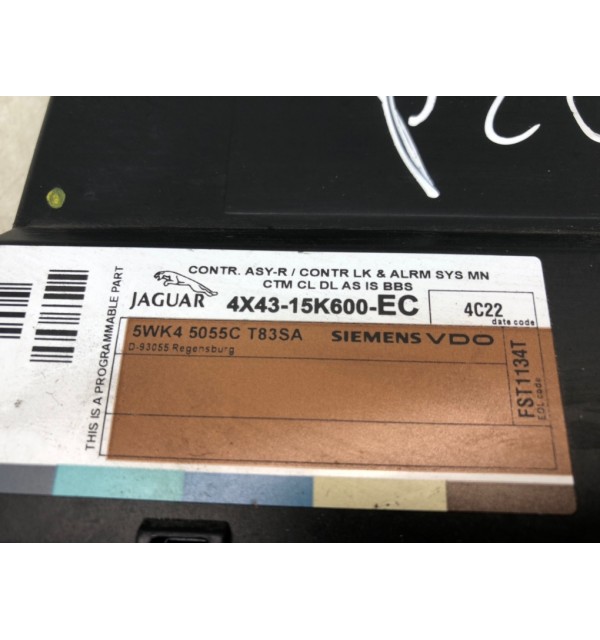 CONTR. ASY-R / CONTR LK & ALRM SYS MN
CTM CL DL AS IS BBS
JAGUAR 4X43-15K600-EC
4C22
date code
5WK4 5055C T83SA SIEMENS VDO
D-93055 Regensburg
FST1134T
EOL code
THIS IS A PROGRAMMABLE PART